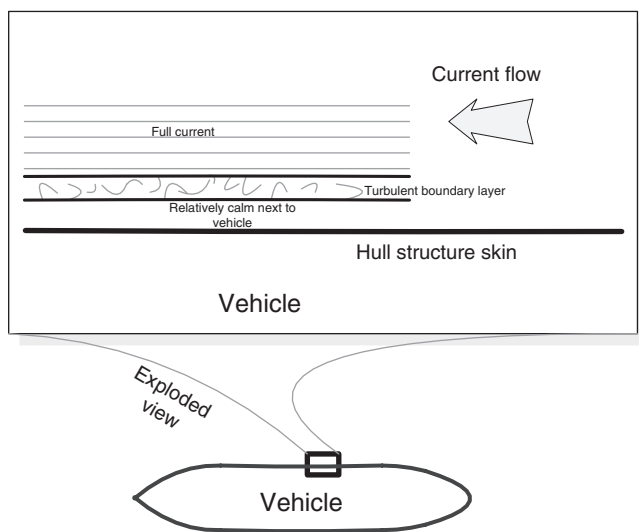 Current flow
Full current
Turbulent boundary layer
Relatively calm next to
vehicle
Hull structure skin
Vehicle
Exploded
view
Vehicle